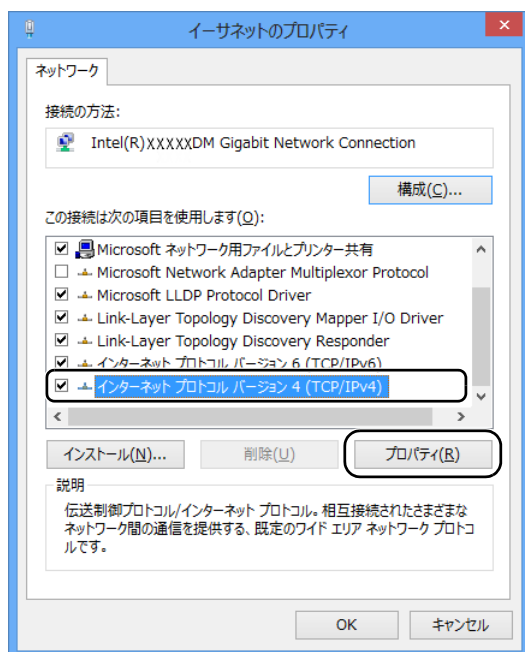 イーサネットのプロパティ
ネットワーク
接続の方法:
Intel(R)XXXXXDM Gigabit Network Connection
構成(C)...
この接続は次の項目を使用します(O):
Microsoft ネットワーク用ファイルとプリンター共有
Microsoft Network Adapter Multiplexor Protocol
Microsoft LLDP Protocol Driver
Link-Layer Topology Discovery Mapper I/O Driver
Link-Layer Topology Discovery Responder
インターネット プロトコル バージョン 6 (TCP/IPv6)
インターネット プロトコル バージョン 4 (TCP/IPv4)
インストール(N)...
削除(U)
プロパティ(R)
説明
伝送制御プロトコル/インターネット プロトコル。相互接続されたさまざまな
ネットワーク間の通信を提供する、既定のワイド エリア ネットワーク プロトコ
ルです。
OK
キャンセル